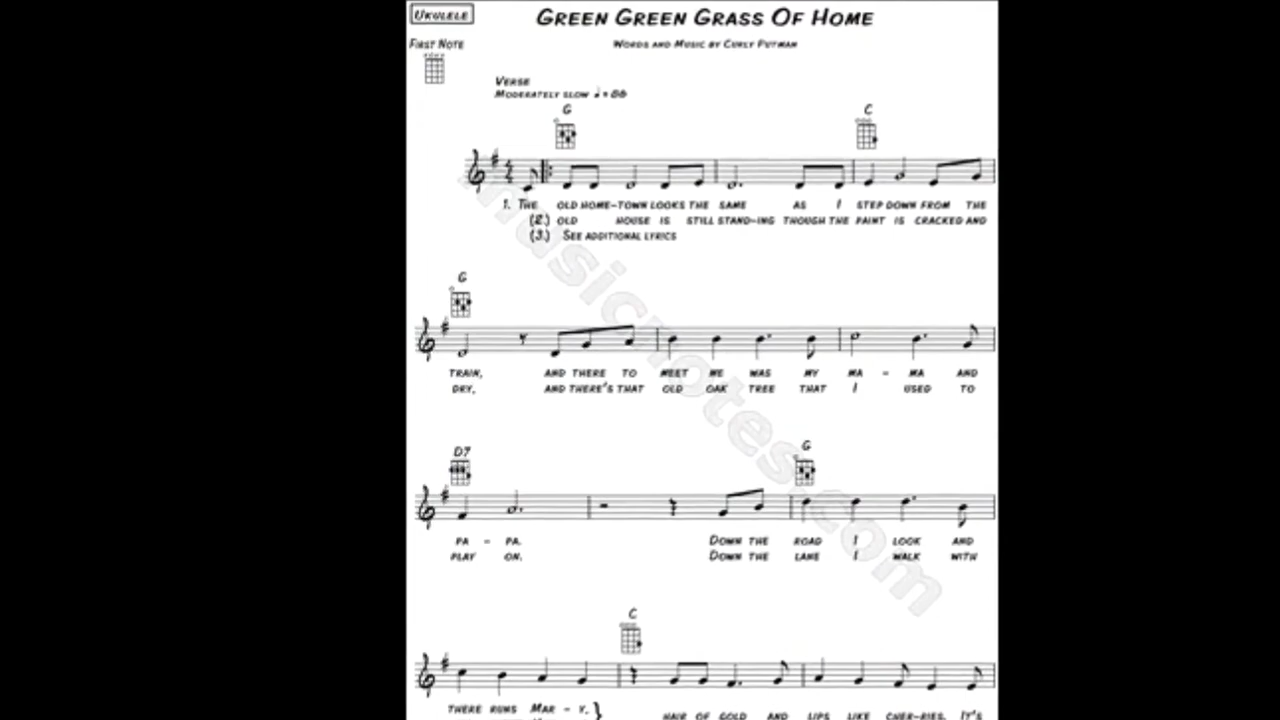 UKULELE
GREEN GREEN GRASS OF HOME
FIRST NOTE
WORDS AND MUSIC BY CURLY PUTMAN
VERSE
MODERATELY SLOW ♩ = 86
G C
1. THE OLD HOME-TOWN LOOKS THE SAME AS I STEP DOWN FROM THE
(2.) OLD HOUSE IS STILL STAND-ING THOUGH THE PAINT IS CRACKED AND
(3.) SEE ADDITIONAL LYRICS
G
TRAIN, AND THERE TO MEET ME WAS MY MA - MA AND
DRY, AND THERE'S THAT OLD OAK TREE THAT I USED TO
D7 G
PA - PA. DOWN THE ROAD I LOOK AND
PLAY ON. DOWN THE LANE I WALK WITH
C
THERE RUNS MAR - Y, HAIR OF GOLD AND LIPS LIKE CHER-RIES. IT'S
musicnotes.com